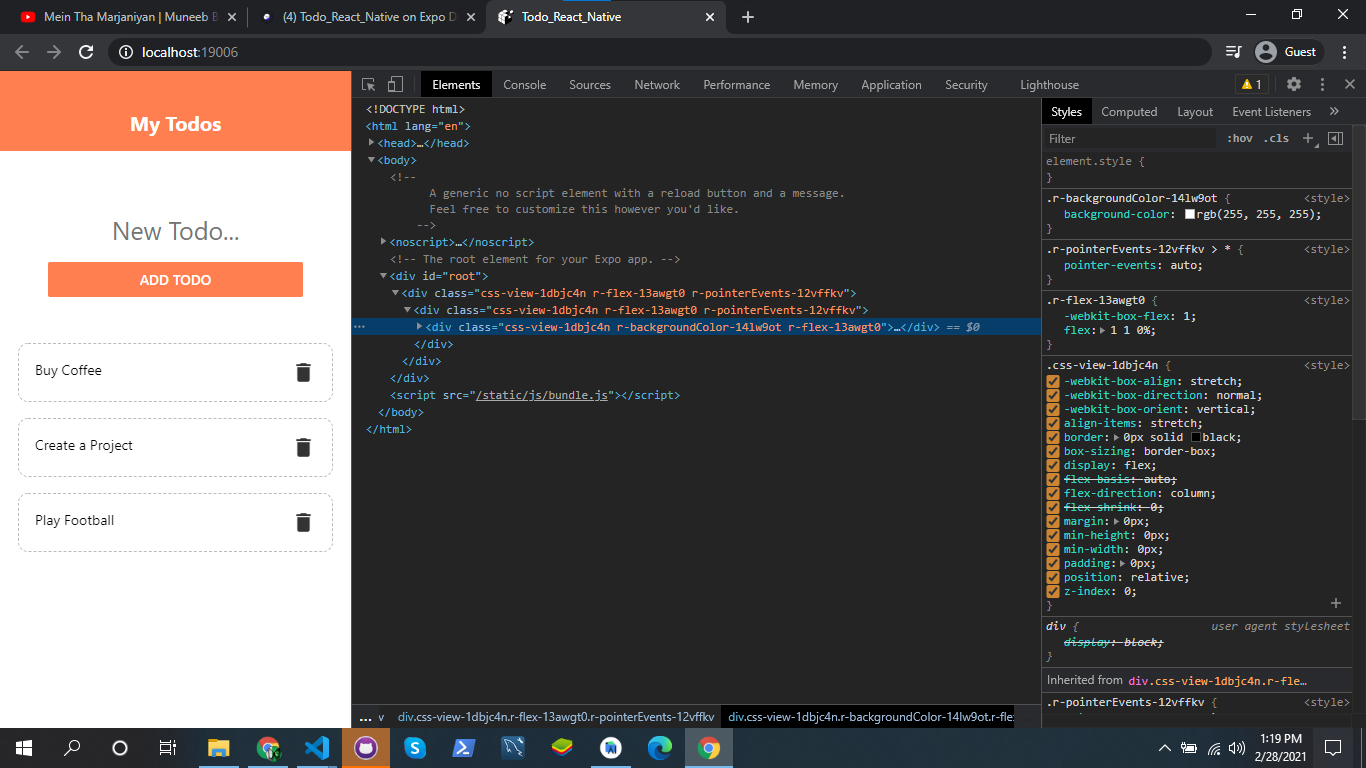 Mein Tha Marjaniyan | Muneeb B
(4) Todo_React_Native on Expo D
Todo_React_Native
localhost:19006
Guest
My Todos
New Todo...
ADD TODO
Buy Coffee
Create a Project
Play Football
Elements Console Sources Network Performance Memory Application Security Lighthouse 1
<!DOCTYPE html>
<html lang="en">
<head>…</head>
<body>
<!--
A generic no script element with a reload button and a message.
Feel free to customize this however you'd like.
-->
<noscript>…</noscript>
<!-- The root element for your Expo app. -->
<div id="root">
<div class="css-view-1dbjc4n r-flex-13awgt0 r-pointerEvents-12vffkv">
<div class="css-view-1dbjc4n r-flex-13awgt0 r-pointerEvents-12vffkv">
<div class="css-view-1dbjc4n r-backgroundColor-14lw9ot r-flex-13awgt0">…</div> == $0
</div>
</div>
</div>
<script src="/static/js/bundle.js"></script>
</body>
</html>
... v div.css-view-1dbjc4n.r-flex-13awgt0.r-pointerEvents-12vffkv div.css-view-1dbjc4n.r-backgroundColor-14lw9ot.r-fle
Styles Computed Layout Event Listeners »
Filter :hov .cls +
element.style {
}
.r-backgroundColor-14lw9ot { <style>
background-color: rgb(255, 255, 255);
}
.r-pointerEvents-12vffkv > * { <style>
pointer-events: auto;
}
.r-flex-13awgt0 { <style>
-webkit-box-flex: 1;
flex: 1 1 0%;
}
.css-view-1dbjc4n { <style>
-webkit-box-align: stretch;
-webkit-box-direction: normal;
-webkit-box-orient: vertical;
align-items: stretch;
border: 0px solid black;
box-sizing: border-box;
display: flex;
flex-basis: auto;
flex-direction: column;
flex-shrink: 0;
margin: 0px;
min-height: 0px;
min-width: 0px;
padding: 0px;
position: relative;
z-index: 0;
}
div { user agent stylesheet
display: block;
}
Inherited from div.css-view-1dbjc4n.r-fle…
.r-pointerEvents-12vffkv { <style>
1:19 PM
2/28/2021